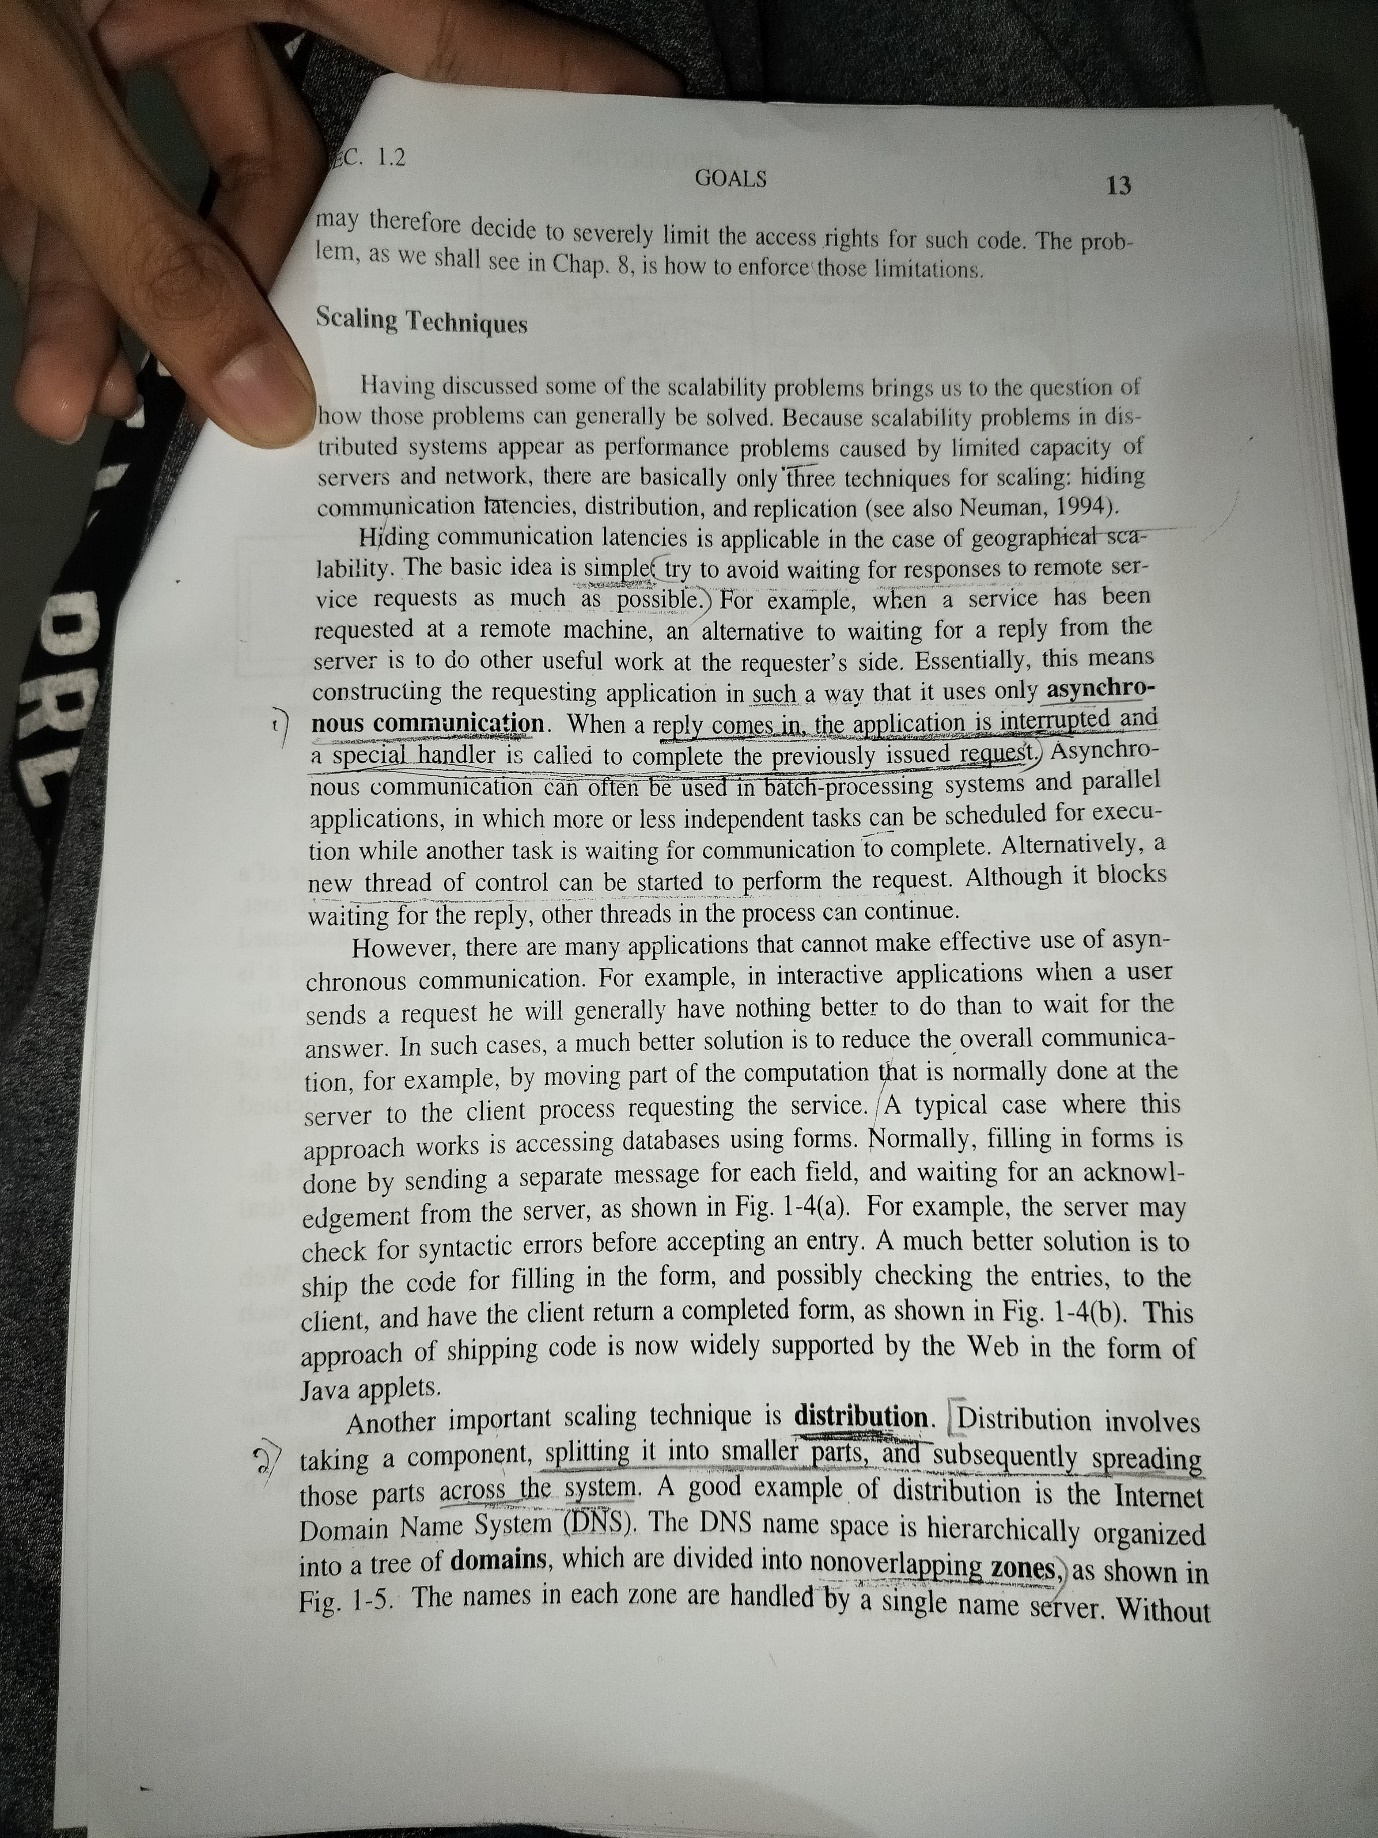 EC. 1.2
GOALS
13
may therefore decide to severely limit the access rights for such code. The prob-
lem, as we shall see in Chap. 8, is how to enforce those limitations.
Scaling Techniques
Having discussed some of the scalability problems brings us to the question of
how those problems can generally be solved. Because scalability problems in dis-
tributed systems appear as performance problems caused by limited capacity of
servers and network, there are basically only three techniques for scaling: hiding
communication latencies, distribution, and replication (see also Neuman, 1994).
Hiding communication latencies is applicable in the case of geographical sca-
lability. The basic idea is simple: try to avoid waiting for responses to remote ser-
vice requests as much as possible. For example, when a service has been
requested at a remote machine, an alternative to waiting for a reply from the
server is to do other useful work at the requester's side. Essentially, this means
constructing the requesting application in such a way that it uses only asynchro-
1) nous communication. When a reply comes in, the application is interrupted and
a special handler is called to complete the previously issued request. Asynchro-
nous communication can often be used in batch-processing systems and parallel
applications, in which more or less independent tasks can be scheduled for execu-
tion while another task is waiting for communication to complete. Alternatively, a
new thread of control can be started to perform the request. Although it blocks
waiting for the reply, other threads in the process can continue.
However, there are many applications that cannot make effective use of asyn-
chronous communication. For example, in interactive applications when a user
sends a request he will generally have nothing better to do than to wait for the
answer. In such cases, a much better solution is to reduce the overall communica-
tion, for example, by moving part of the computation that is normally done at the
server to the client process requesting the service. A typical case where this
approach works is accessing databases using forms. Normally, filling in forms is
done by sending a separate message for each field, and waiting for an acknowl-
edgement from the server, as shown in Fig. 1-4(a). For example, the server may
check for syntactic errors before accepting an entry. A much better solution is to
ship the code for filling in the form, and possibly checking the entries, to the
client, and have the client return a completed form, as shown in Fig. 1-4(b). This
approach of shipping code is now widely supported by the Web in the form of
Java applets.
Another important scaling technique is distribution. [Distribution involves
2) taking a component, splitting it into smaller parts, and subsequently spreading
those parts across the system. A good example of distribution is the Internet
Domain Name System (DNS). The DNS name space is hierarchically organized
into a tree of domains, which are divided into nonoverlapping zones, as shown in
Fig. 1-5. The names in each zone are handled by a single name server. Without